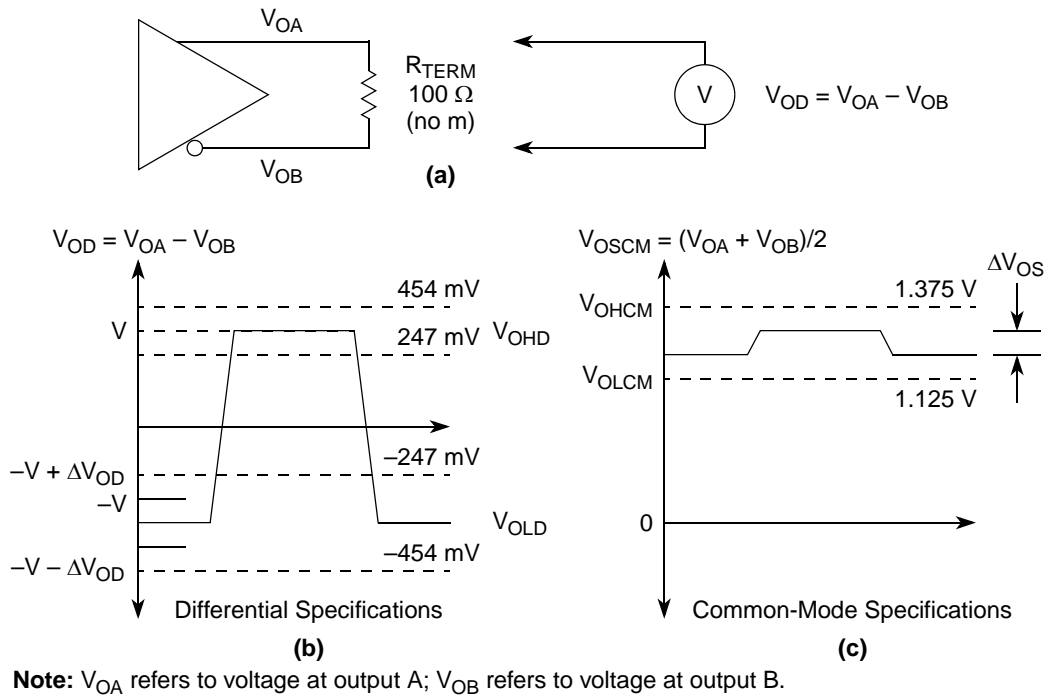 V_OA
R_TERM
100 Ω
(no m)
V_OB
V
V_OD = V_OA – V_OB
(a)
V_OD = V_OA – V_OB
454 mV
V
247 mV
V_OHD
–247 mV
–V + ΔV_OD
–V
V_OLD
–454 mV
–V – ΔV_OD
Differential Specifications
(b)
V_OSCM = (V_OA + V_OB)/2
ΔV_OS
1.375 V
V_OHCM
V_OLCM
1.125 V
0
Common-Mode Specifications
(c)
Note: V_OA refers to voltage at output A; V_OB refers to voltage at output B.